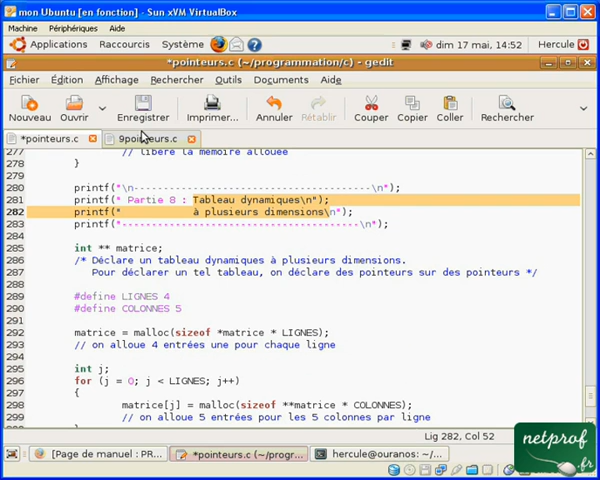 mon Ubuntu [en fonction] - Sun xVM VirtualBox
Machine Périphériques ?
Applications Raccourcis Système dim 17 mai, 14:52 Hercule
*pointeurs.c (~/programmation/c) - gedit
Fichier Édition Affichage Rechercher Outils Documents Aide
Nouveau Ouvrir Enregistrer Imprimer... Annuler Rétablir Couper Copier Coller Rechercher
*pointeurs.c 9pointeurs.c
277 // libère la mémoire allouée
278 }
279
280 printf("\n---------------------------------------\n");
281 printf(" Partie 8 : Tableau dynamiques\n");
282 printf(" à plusieurs dimensions\n");
283 printf("---------------------------------------\n");
284
285 int ** matrice;
286 /* Déclare un tableau dynamiques à plusieurs dimensions.
287 Pour déclarer un tel tableau, on déclare des pointeurs sur des pointeurs */
288
289 #define LIGNES 4
290 #define COLONNES 5
291
292 matrice = malloc(sizeof *matrice * LIGNES);
293 // on alloue 4 entrées une pour chaque ligne
294
295 int j;
296 for (j = 0; j < LIGNES; j++)
297 {
298 matrice[j] = malloc(sizeof **matrice * COLONNES);
299 // on alloue 5 entrées pour les 5 colonnes par ligne
Lig 282, Col 52
[Page de manuel : PR... *pointeurs.c (~/progr... hercule@ouranos: ~/pr...
netprof
.fr